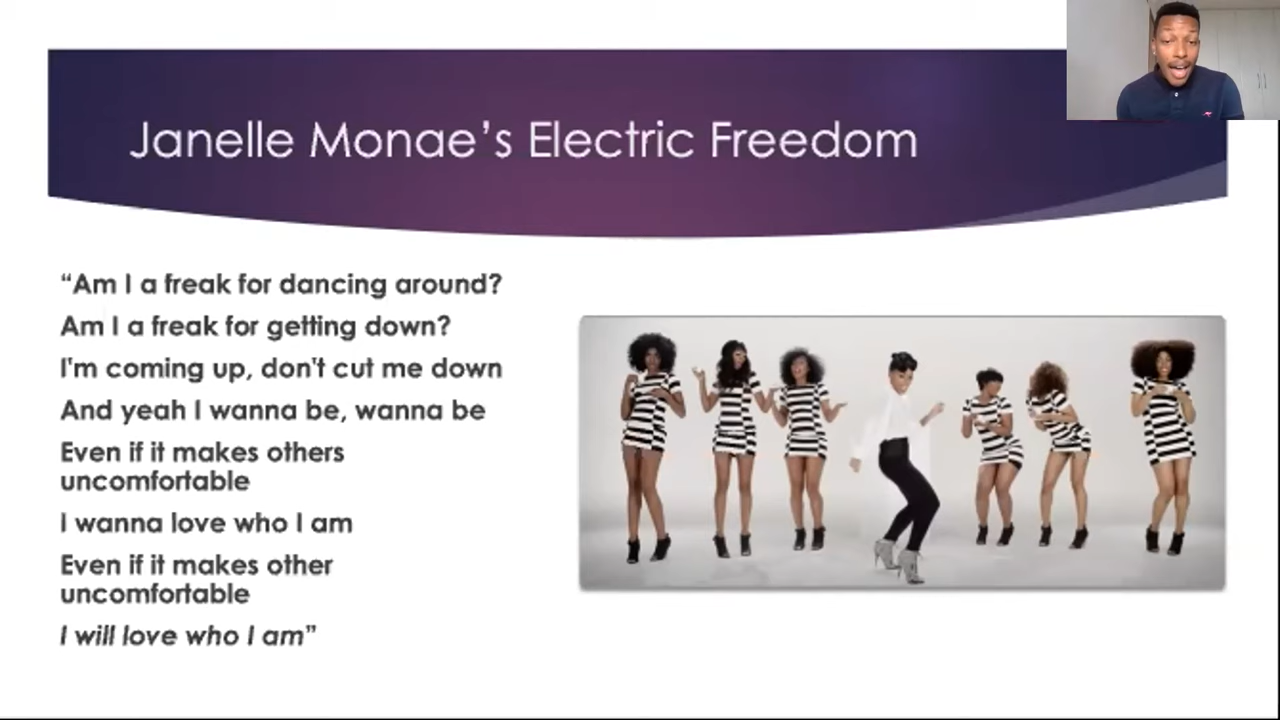 Janelle Monae’s Electric Freedom
“Am I a freak for dancing around?
Am I a freak for getting down?
I'm coming up, don't cut me down
And yeah I wanna be, wanna be
Even if it makes others
uncomfortable
I wanna love who I am
Even if it makes other
uncomfortable
I will love who I am”